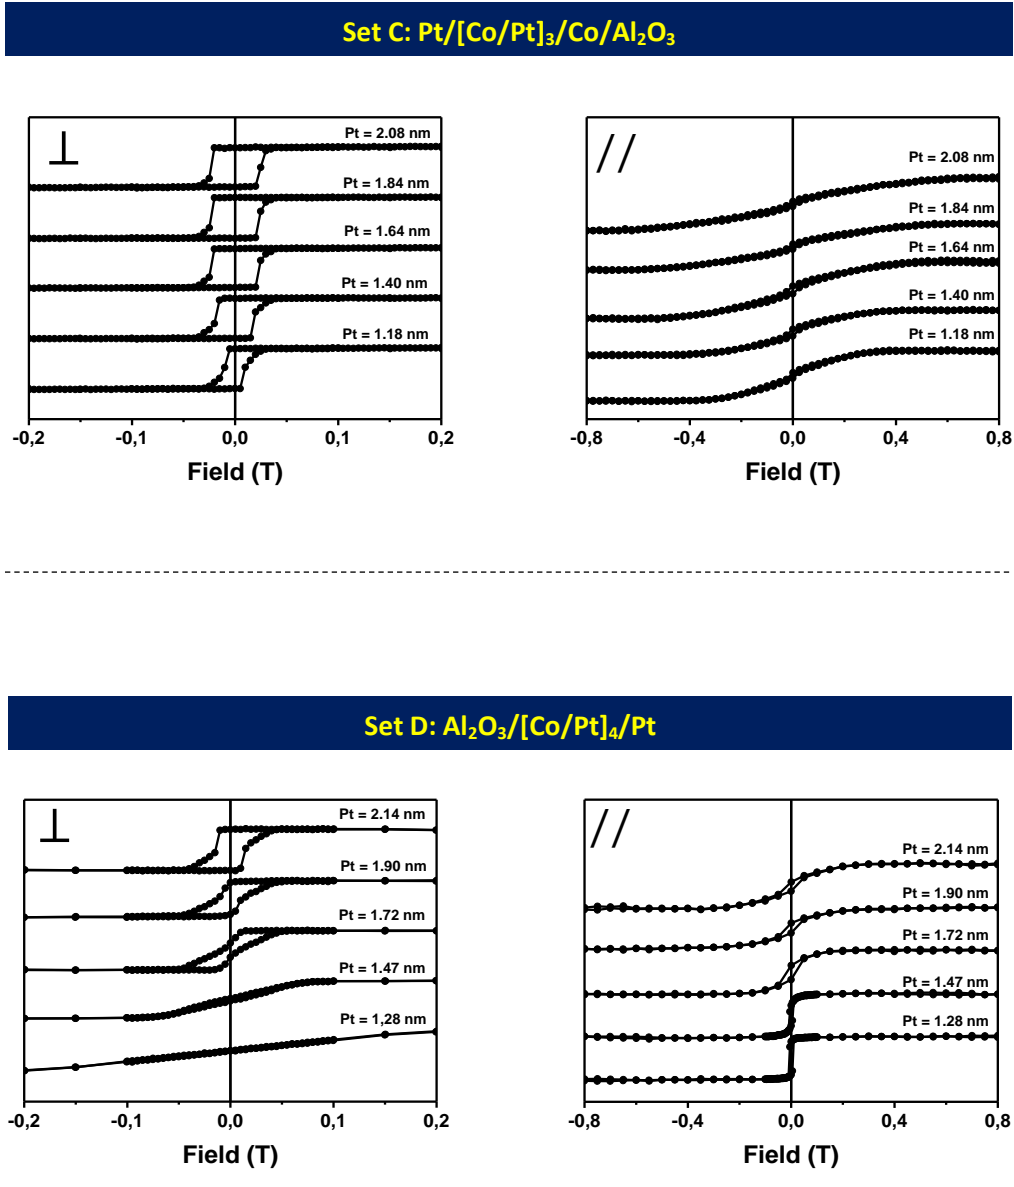 Set C: Pt/[Co/Pt]₃/Co/Al₂O₃
⊥
Pt = 2.08 nm
Pt = 1.84 nm
Pt = 1.64 nm
Pt = 1.40 nm
Pt = 1.18 nm
-0,2 -0,1 0,0 0,1 0,2
Field (T)
//
Pt = 2.08 nm
Pt = 1.84 nm
Pt = 1.64 nm
Pt = 1.40 nm
Pt = 1.18 nm
-0,8 -0,4 0,0 0,4 0,8
Field (T)
Set D: Al₂O₃/[Co/Pt]₄/Pt
⊥
Pt = 2.14 nm
Pt = 1.90 nm
Pt = 1.72 nm
Pt = 1.47 nm
Pt = 1,28 nm
-0,2 -0,1 0,0 0,1 0,2
Field (T)
//
Pt = 2.14 nm
Pt = 1.90 nm
Pt = 1.72 nm
Pt = 1.47 nm
Pt = 1.28 nm
-0,8 -0,4 0,0 0,4 0,8
Field (T)